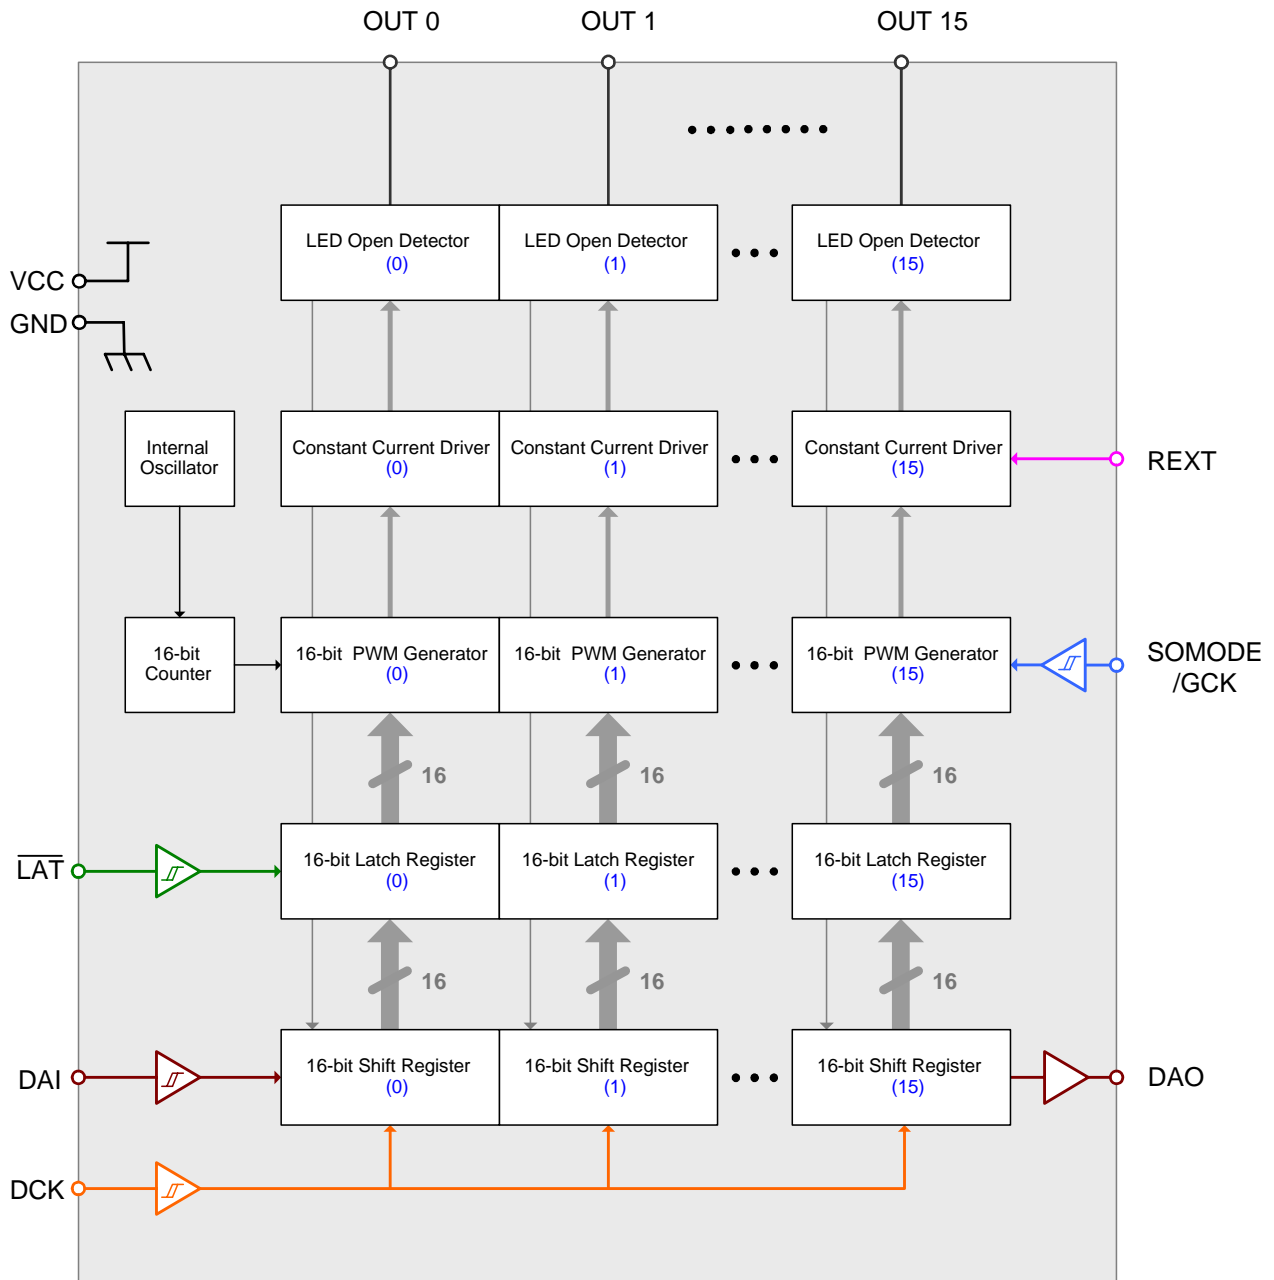 OUT 0 OUT 1 OUT 15
LED Open Detector
(0)
LED Open Detector
(1)
LED Open Detector
(15)
VCC
GND
Internal
Oscillator
Constant Current Driver
(0)
Constant Current Driver
(1)
Constant Current Driver
(15)
REXT
16-bit
Counter
16-bit PWM Generator
(0)
16-bit PWM Generator
(1)
16-bit PWM Generator
(15)
SOMODE
/GCK
16 16 16
LAT
16-bit Latch Register
(0)
16-bit Latch Register
(1)
16-bit Latch Register
(15)
16 16 16
DAI
16-bit Shift Register
(0)
16-bit Shift Register
(1)
16-bit Shift Register
(15)
DAO
DCK